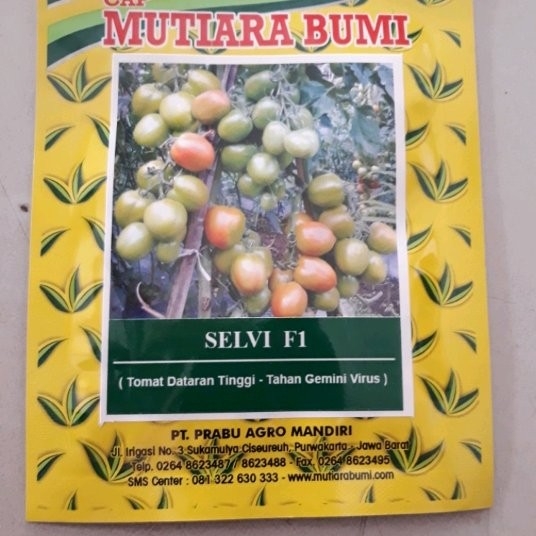 CAP
MUTIARA BUMI
SELVI F1
( Tomat Dataran Tinggi - Tahan Gemini Virus )
PT. PRABU AGRO MANDIRI
Jl. Irigasi No. 3 Sukamulya Ciseureuh, Purwakarta - Jawa Barat
Telp. 0264 8623487 / 8623488 - Fax. 0264 8623495
SMS Center : 081 322 630 333 - www.mutiarabumi.com